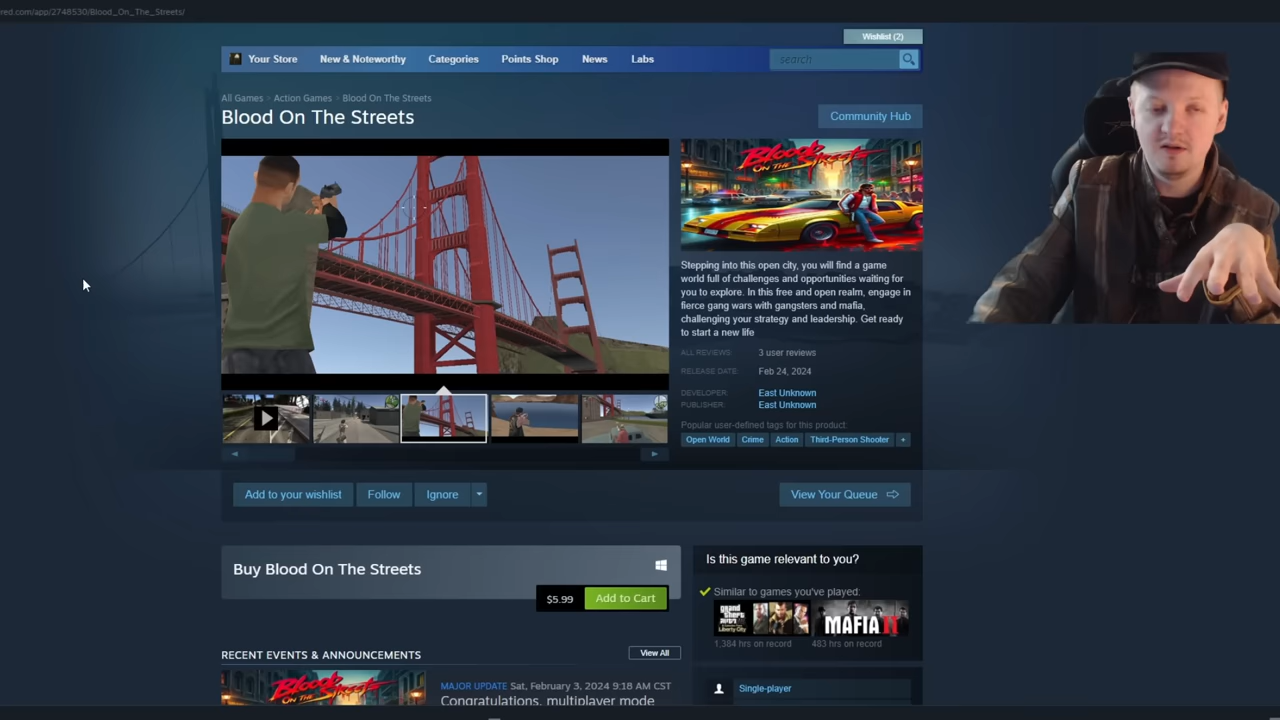 red.com/app/2748530/Blood_On_The_Streets/
Wishlist (2)
Your Store
New & Noteworthy
Categories
Points Shop
News
Labs
search
All Games > Action Games > Blood On The Streets
Blood On The Streets
Community Hub
Blood
ON THE STREETS
Stepping into this open city, you will find a game
world full of challenges and opportunities waiting for
you to explore. In this free and open realm, engage in
fierce gang wars with gangsters and mafia,
challenging your strategy and leadership. Get ready
to start a new life
ALL REVIEWS: 3 user reviews
RELEASE DATE: Feb 24, 2024
DEVELOPER: East Unknown
PUBLISHER: East Unknown
Popular user-defined tags for this product:
Open World Crime Action Third-Person Shooter +
Add to your wishlist
Follow
Ignore
View Your Queue
Buy Blood On The Streets
$5.99
Add to Cart
Is this game relevant to you?
Similar to games you've played:
grand
theft
auto
Liberty City
MAFIA II
1,384 hrs on record
483 hrs on record
Single-player
RECENT EVENTS & ANNOUNCEMENTS
View All
Blood
ON THE STREETS
MAJOR UPDATE Sat, February 3, 2024 9:18 AM CST
Congratulations, multiplayer mode